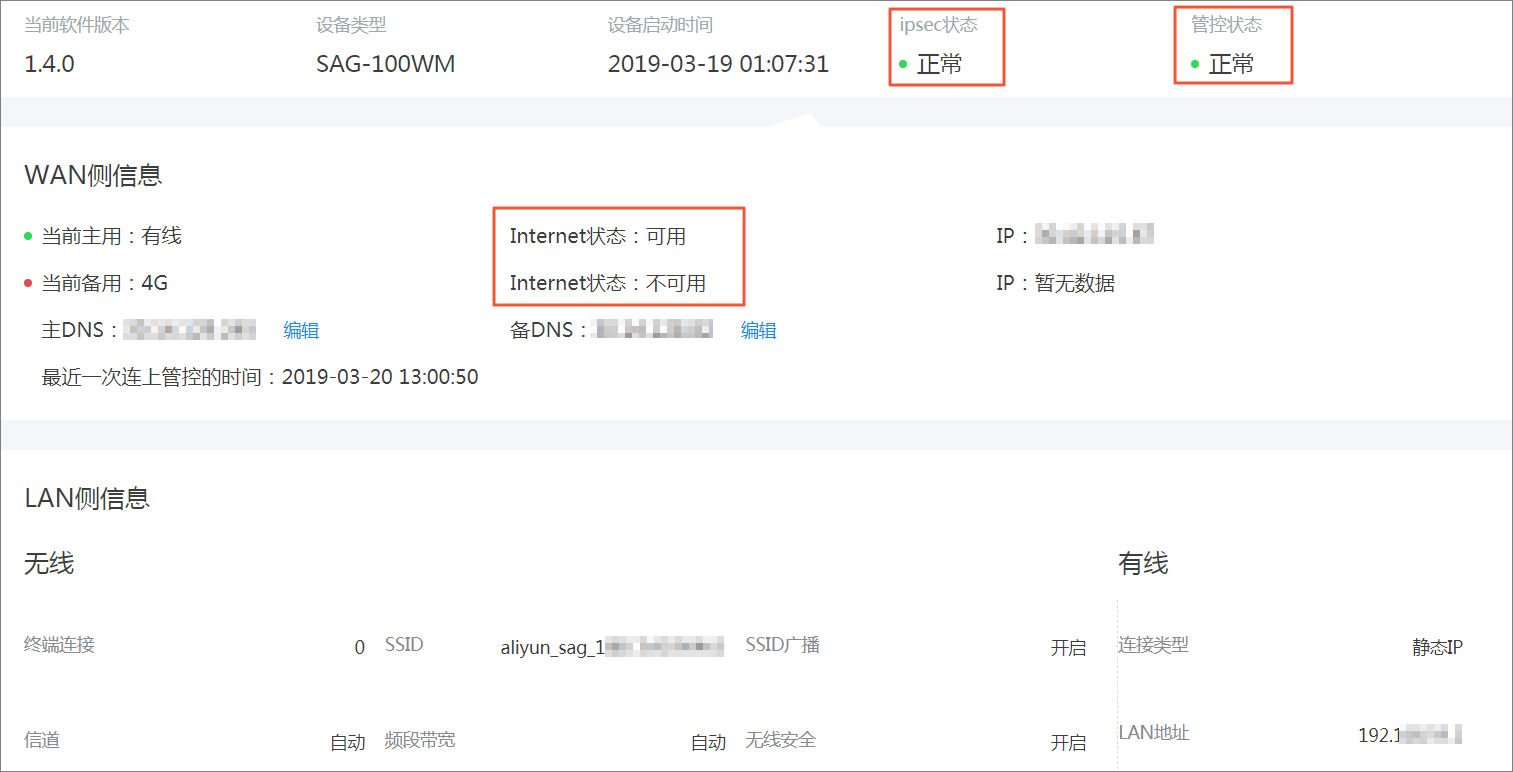 当前软件版本 设备类型 设备启动时间 ipsec状态 管控状态
1.4.0 SAG-100WM 2019-03-19 01:07:31 正常 正常
WAN侧信息
当前主用：有线 Internet状态：可用 IP：
当前备用：4G Internet状态：不可用 IP：暂无数据
主DNS： 编辑 备DNS： 编辑
最近一次连上管控的时间：2019-03-20 13:00:50
LAN侧信息
无线 有线
终端连接 0 SSID aliyun_sag_1 SSID广播 开启 连接类型 静态IP
信道 自动 频段带宽 自动 无线安全 开启 LAN地址 192.1